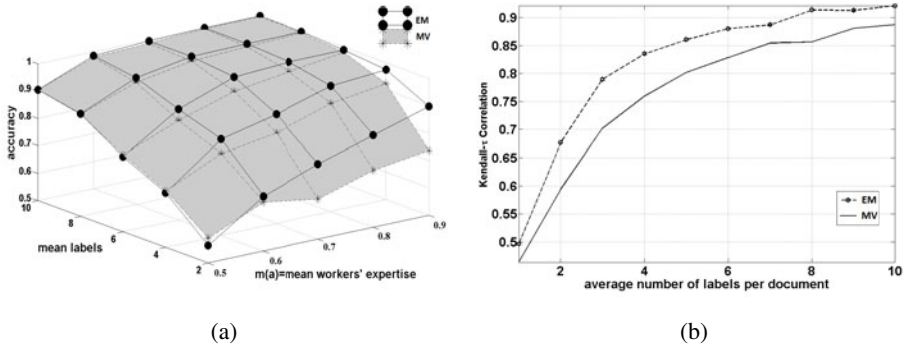 EM
MV
accuracy
1
0.9
0.8
0.7
0.6
0.5
10
8
6
4
2
mean labels
0.5
0.6
0.7
0.8
0.9
m(a)=mean workers' expertise
(a)
Kendall-τ Correlation
0.9
0.85
0.8
0.75
0.7
0.65
0.6
0.55
0.5
2
4
6
8
10
average number of labels per document
EM
MV
(b)